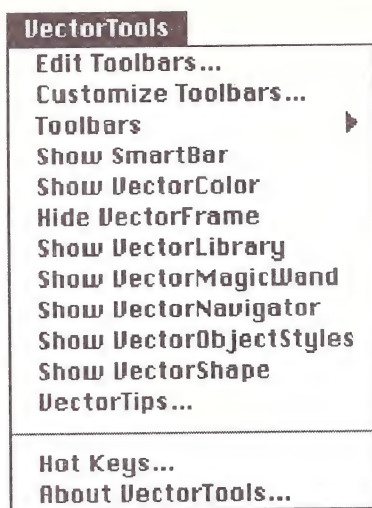 VectorTools
Edit Toolbars...
Customize Toolbars...
Toolbars
Show SmartBar
Show VectorColor
Hide VectorFrame
Show VectorLibrary
Show VectorMagicWand
Show VectorNavigator
Show VectorObjectStyles
Show VectorShape
VectorTips...
Hot Keys...
About VectorTools...